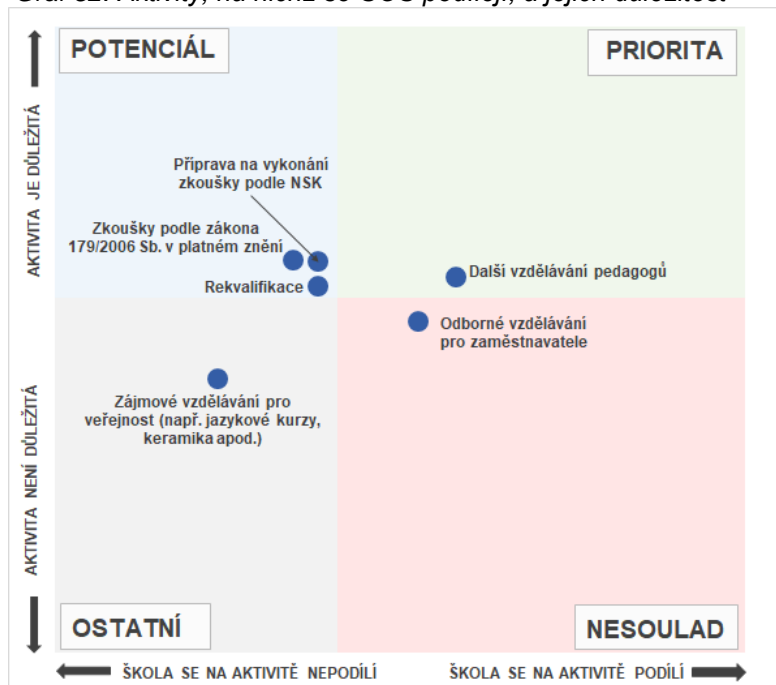 POTENCIÁL
PRIORITA
AKTIVITA JE DŮLEŽITÁ
Příprava na vykonání
zkoušky podle NSK
Zkoušky podle zákona
179/2006 Sb. v platném znění
Rekvalifikace
Další vzdělávání pedagogů
Odborné vzdělávání
pro zaměstnavatele
Zájmové vzdělávání pro
veřejnost (např. jazykové kurzy,
keramika apod.)
AKTIVITA NENÍ DŮLEŽITÁ
OSTATNÍ
NESOULAD
ŠKOLA SE NA AKTIVITĚ NEPODÍLÍ
ŠKOLA SE NA AKTIVITĚ PODÍLÍ